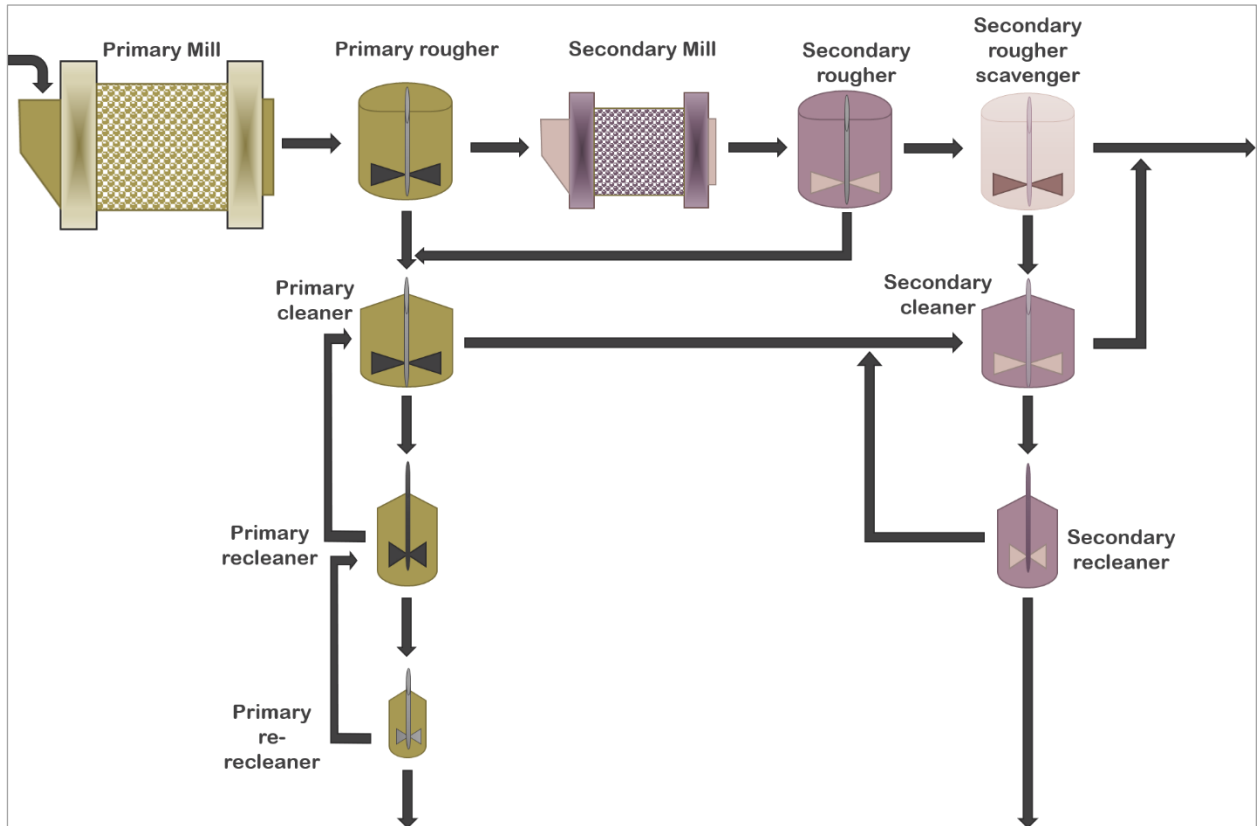 Primary Mill
Primary rougher
Secondary Mill
Secondary
rougher
Secondary
rougher
scavenger
Primary
cleaner
Secondary
cleaner
Primary
recleaner
Secondary
recleaner
Primary
re-
recleaner